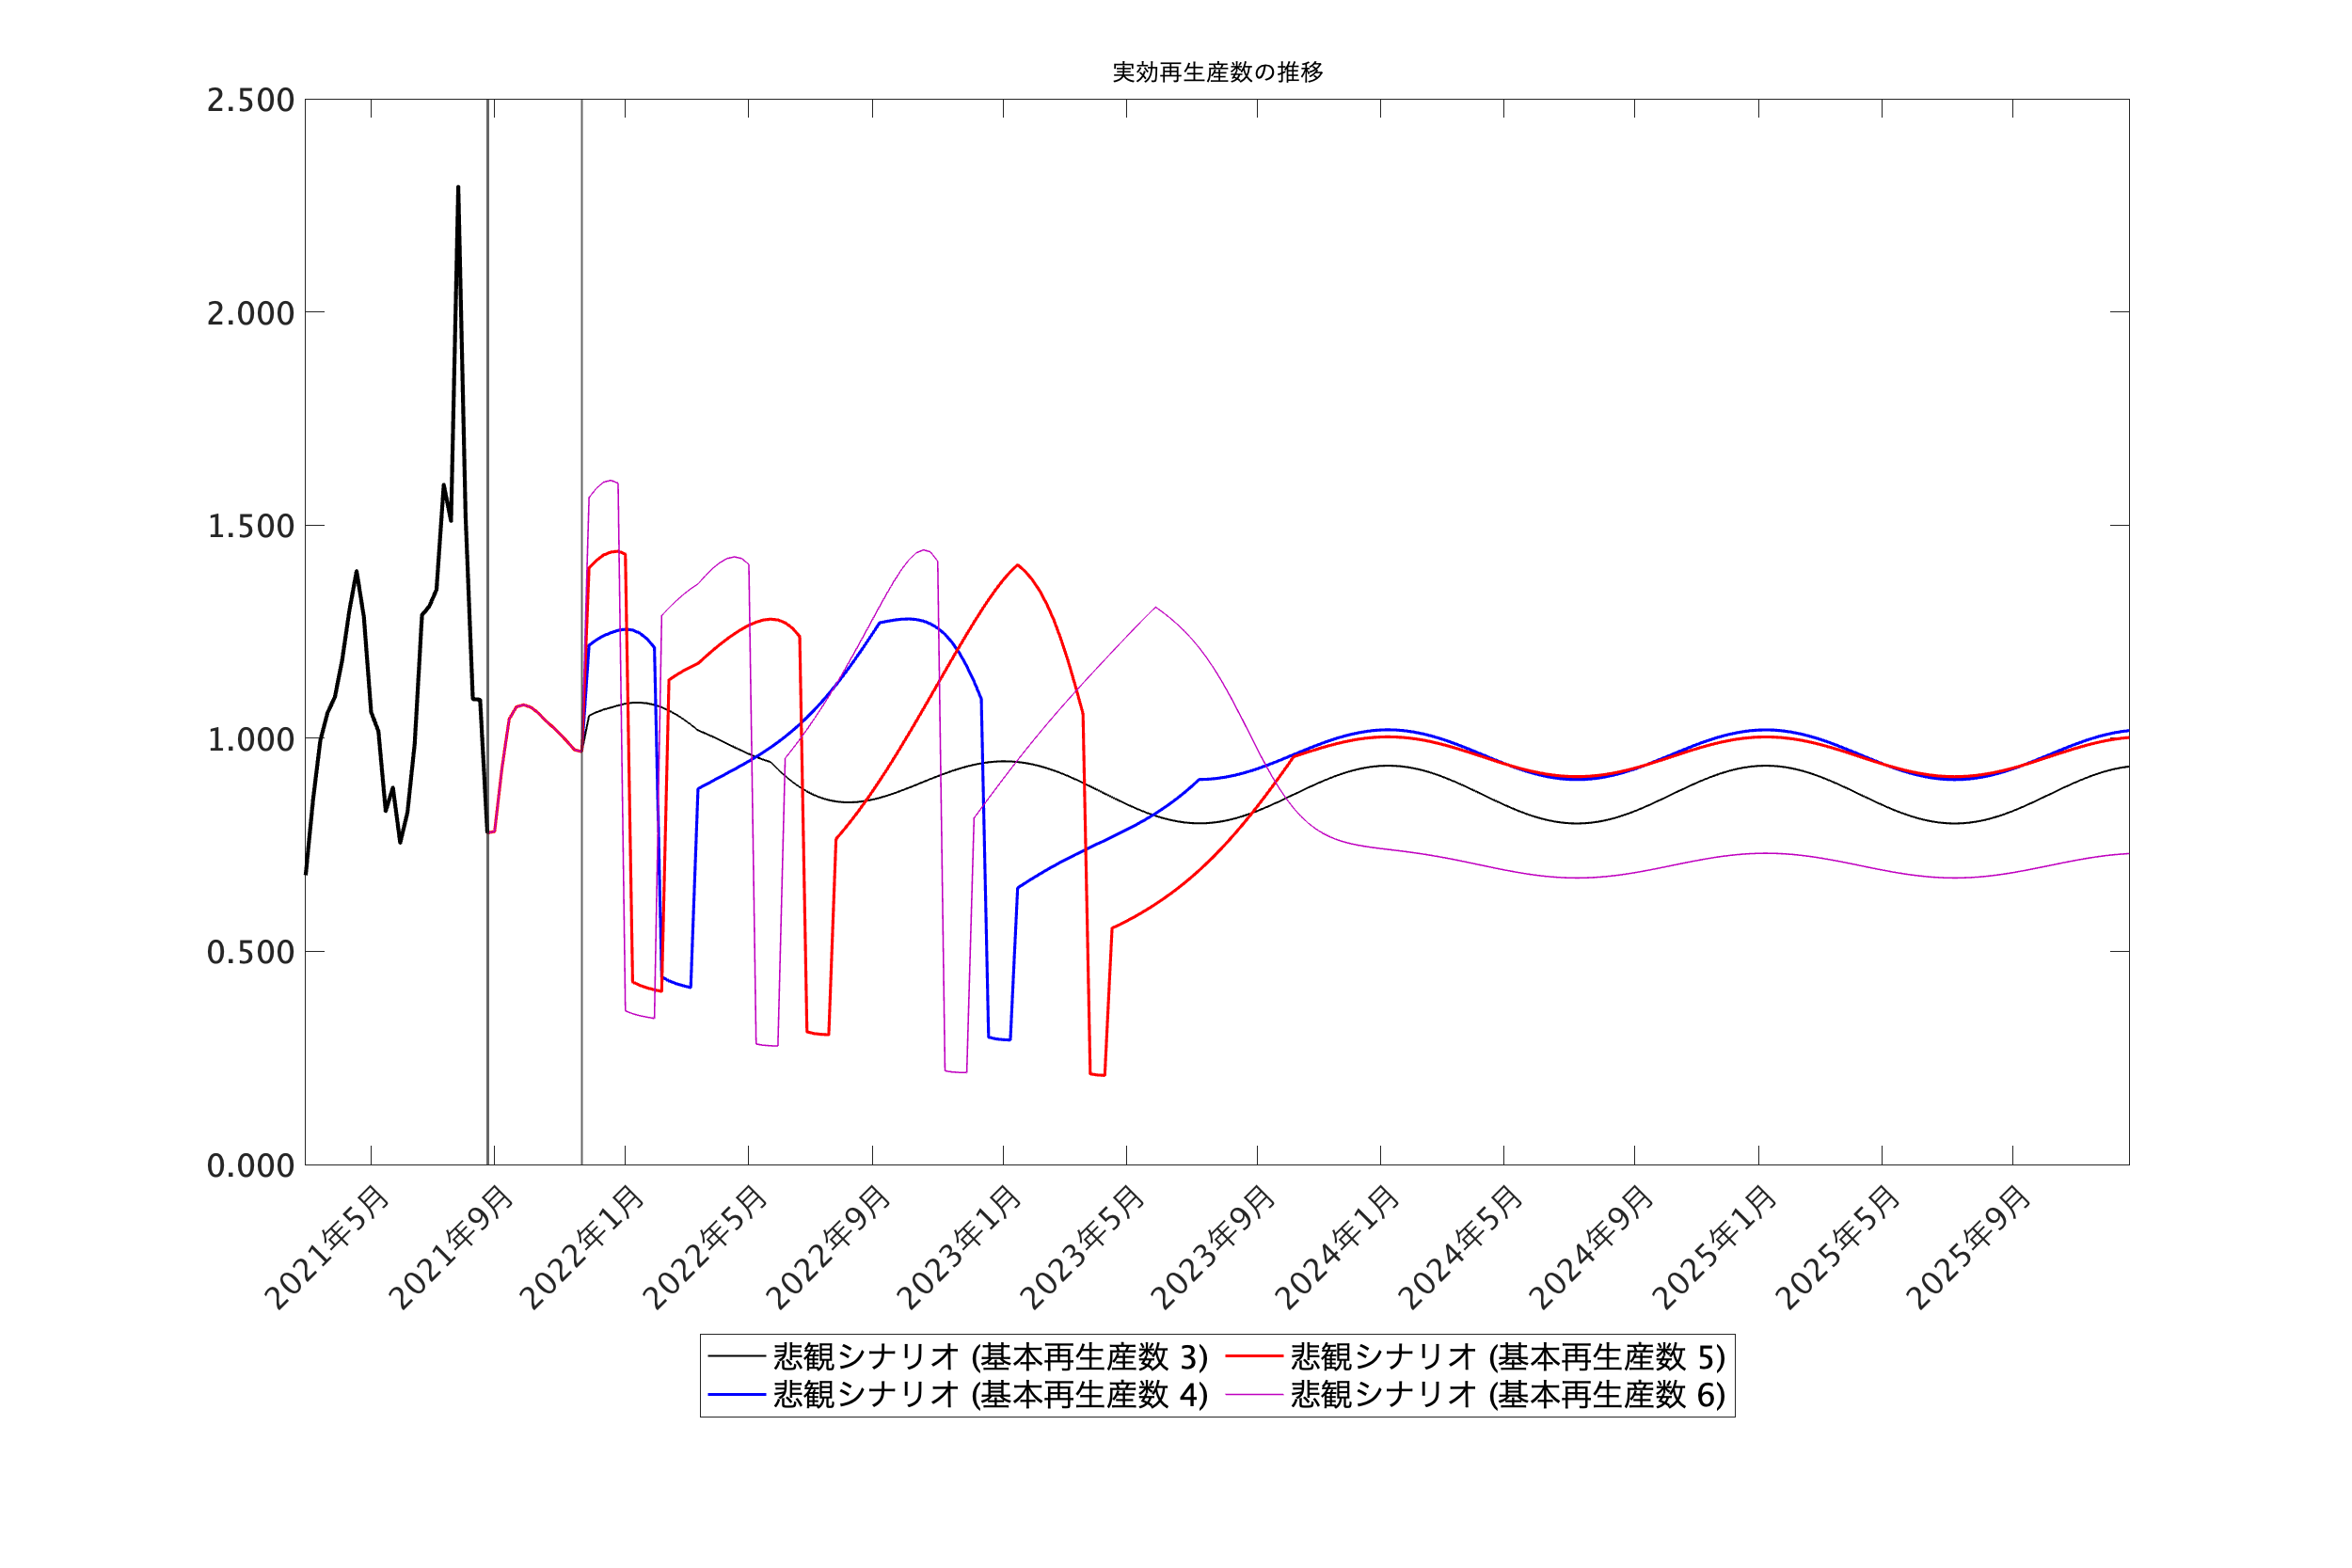 実効再生産数の推移
2.500
2.000
1.500
1.000
0.500
0.000
2021年5月
2021年9月
2022年1月
2022年5月
2022年9月
2023年1月
2023年5月
2023年9月
2024年1月
2024年5月
2024年9月
2025年1月
2025年5月
2025年9月
悲観シナリオ (基本再生産数 3)
悲観シナリオ (基本再生産数 5)
悲観シナリオ (基本再生産数 4)
悲観シナリオ (基本再生産数 6)